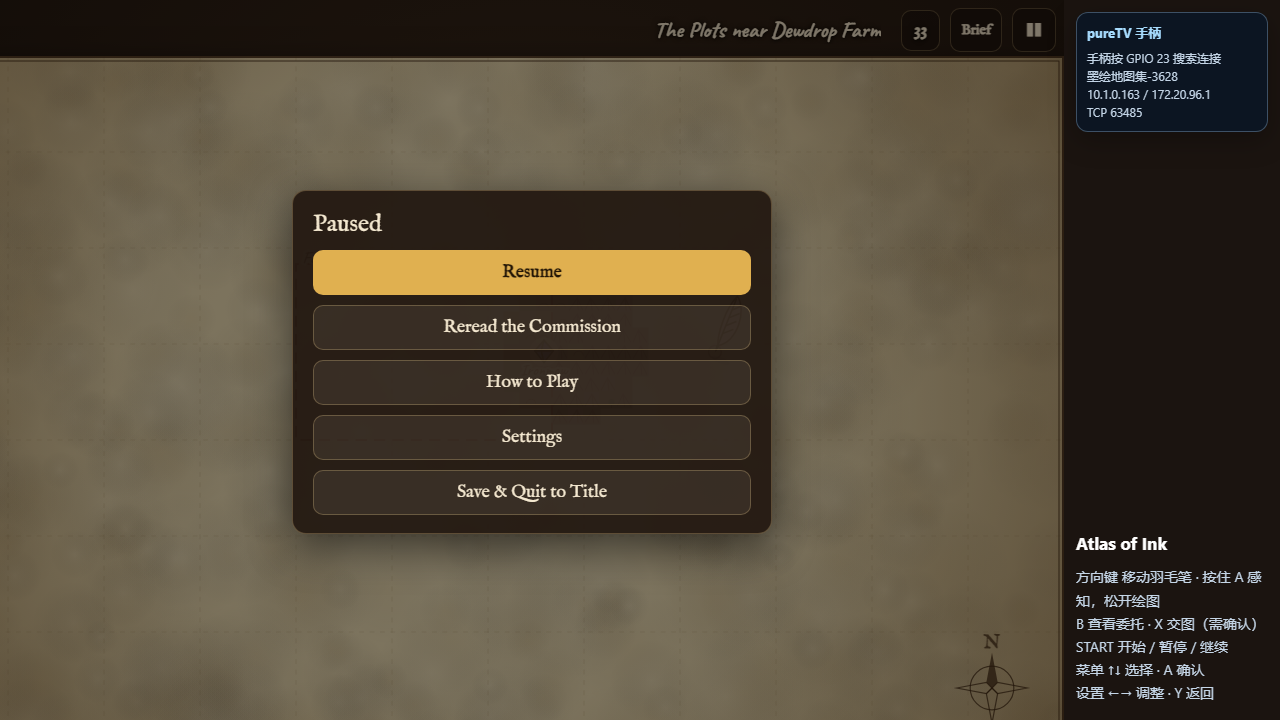 The Plots near Dewdrop Farm
33
Brief
Paused
Resume
Reread the Commission
How to Play
Settings
Save & Quit to Title
N
pureTV 手柄
手柄按 GPIO 23 搜索连接
墨绘地图集-3628
10.1.0.163 / 172.20.96.1
TCP 63485
Atlas of Ink
方向键 移动羽毛笔 · 按住 A 感
知，松开绘图
B 查看委托 · X 交图（需确认）
START 开始 / 暂停 / 继续
菜单 ↑↓ 选择 · A 确认
设置 ←→ 调整 · Y 返回